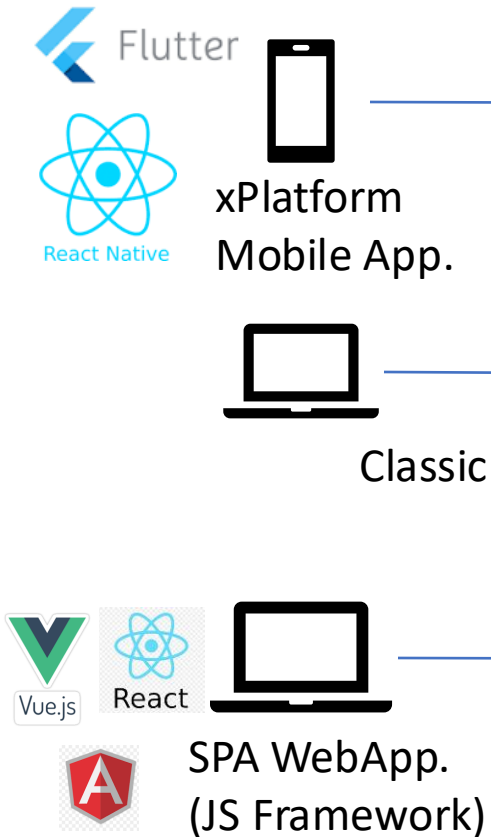 Flutter
React Native
xPlatform
Mobile App.
Classic
Vue.js
React
A
SPA WebApp.
(JS Framework)